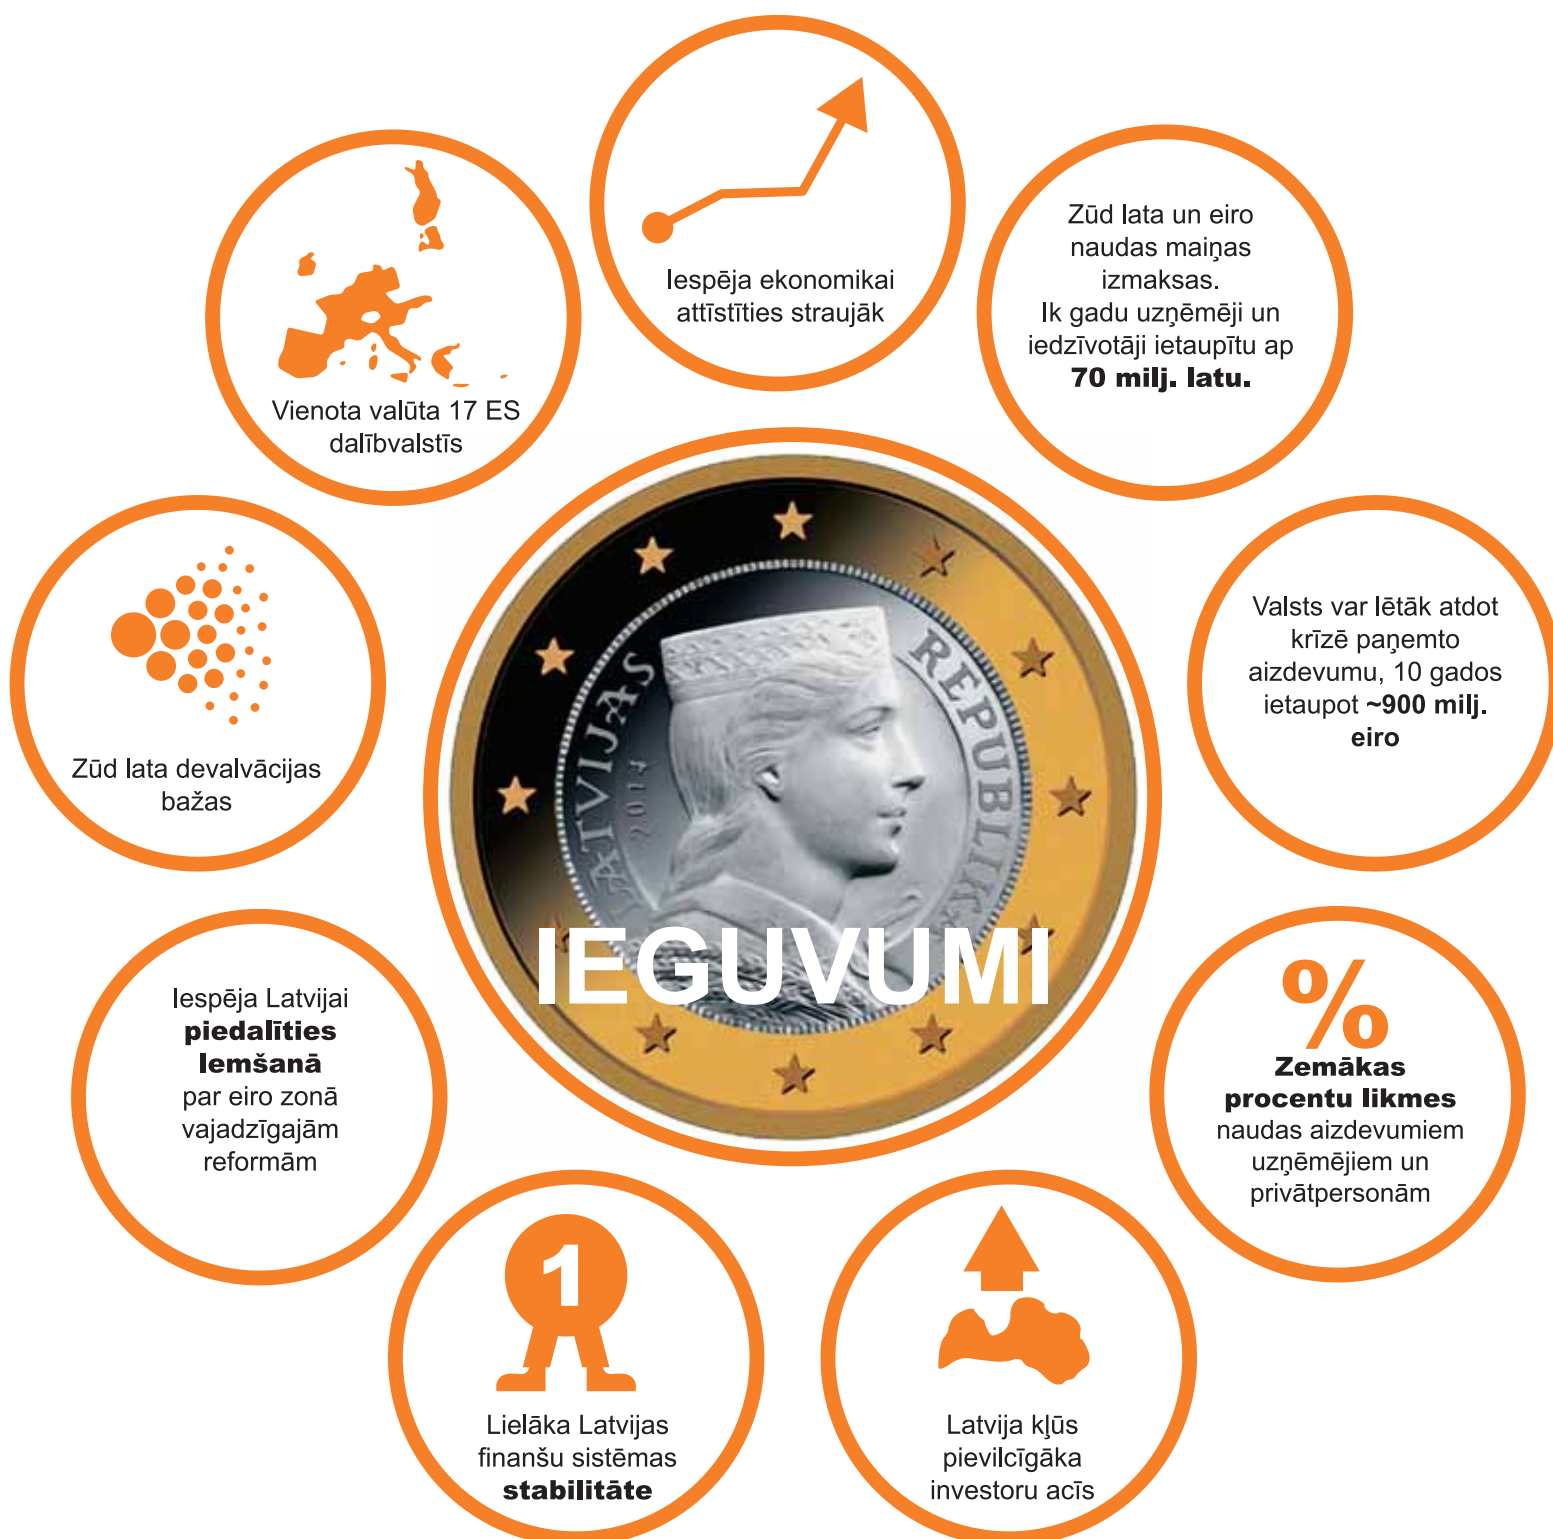 Iespēja ekonomikai
attīstīties straujāk
Zūd lata un eiro
naudas maiņas
izmaksas.
Ik gadu uzņēmēji un
iedzīvotāji ietaupītu ap
70 milj. latu.
Valsts var lētāk atdot
krīzē paņemto
aizdevumu, 10 gados
ietaupot ~900 milj.
eiro
%
Zemākas
procentu likmes
naudas aizdevumiem
uzņēmējiem un
privātpersonām
Latvija kļūs
pievilcīgāka
investoru acīs
1
Lielāka Latvijas
finanšu sistēmas
stabilitāte
Iespēja Latvijai
piedalīties
lemšanā
par eiro zonā
vajadzīgajām
reformām
Zūd lata devalvācijas
bažas
Vienota valūta 17 ES
dalībvalstīs
LATVIJAS
REPUBLIKA
2014
IEGUVUMI